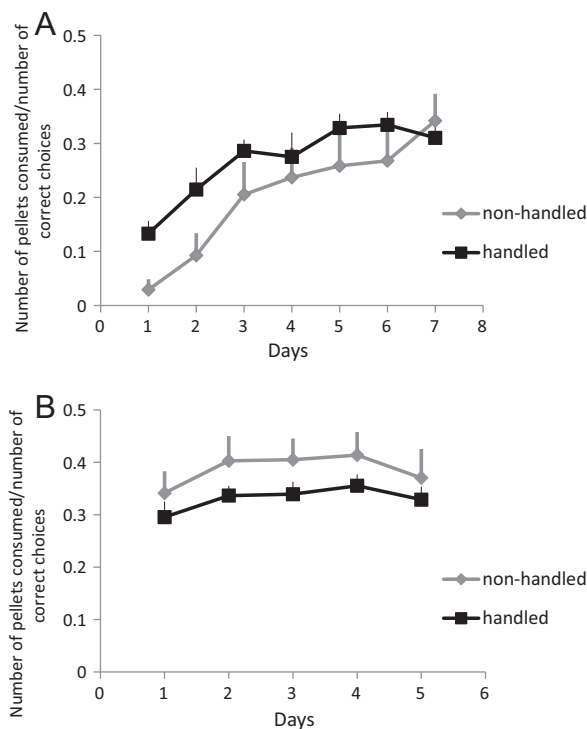 A
Number of pellets consumed/number of
correct choices
0.5
0.4
0.3
0.2
0.1
0
0 1 2 3 4 5 6 7 8
Days
non-handled
handled
B
Number of pellets consumed/number of
correct choices
0.5
0.4
0.3
0.2
0.1
0
0 1 2 3 4 5 6
Days
non-handled
handled